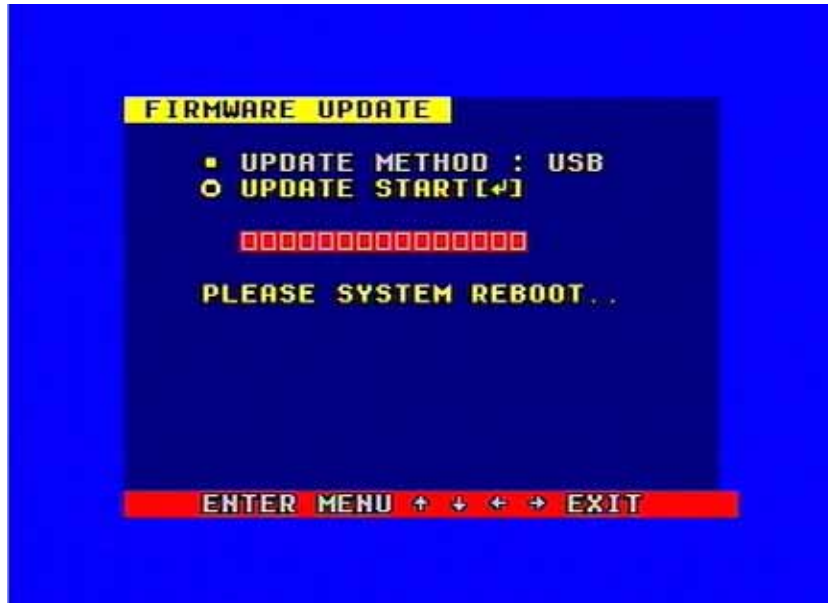 FIRMWARE UPDATE
UPDATE METHOD : USB
UPDATE START[↵]
PLEASE SYSTEM REBOOT..
ENTER MENU ↑ ↓ ← → EXIT